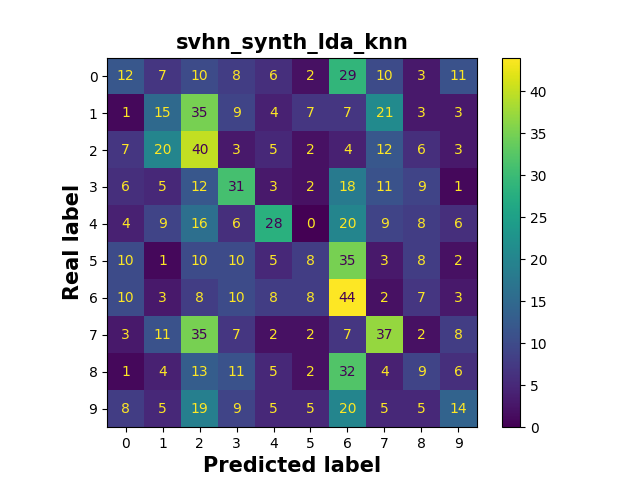 svhn_synth_lda_knn
Real label
0 12 7 10 8 6 2 29 10 3 11
1 1 15 35 9 4 7 7 21 3 3
2 7 20 40 3 5 2 4 12 6 3
3 6 5 12 31 3 2 18 11 9 1
4 4 9 16 6 28 0 20 9 8 6
5 10 1 10 10 5 8 35 3 8 2
6 10 3 8 10 8 8 44 2 7 3
7 3 11 35 7 2 2 7 37 2 8
8 1 4 13 11 5 2 32 4 9 6
9 8 5 19 9 5 5 20 5 5 14
0 1 2 3 4 5 6 7 8 9
Predicted label
40
35
30
25
20
15
10
5
0